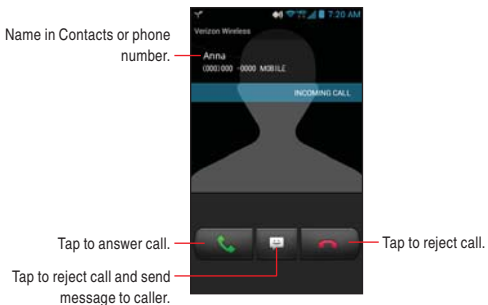 7:20 AM
Verizon Wireless
Name in Contacts or phone
number.
Anna
(000)000 -0000 MOBILE
INCOMING CALL
Tap to answer call.
Tap to reject call.
Tap to reject call and send
message to caller.